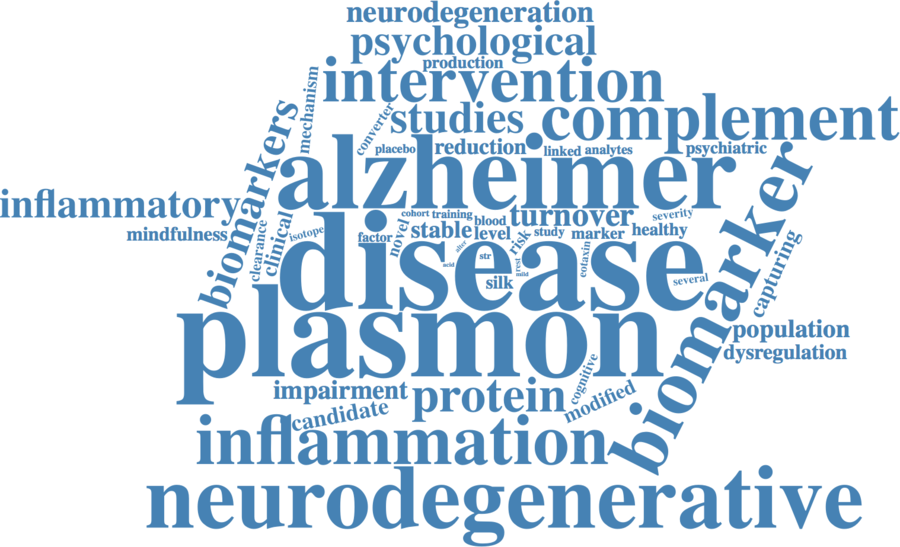 neurodegeneration
psychological
production
intervention
mechanism
converter
studies
complement
placebo
reduction
linked
analytes
psychiatric
biomarkers
alzheimer
inflammatory
mindfulness
clearance
clinical
isotope
cohort
training
blood
turnover
severity
factor
novel
stable
level
risk
study
marker
healthy
alter
acid
str
silk
rest
mild
eotaxin
several
disease
biomarker
capturing
plasmon
population
dysregulation
impairment
candidate
protein
cognitive
modified
inflammation
neurodegenerative